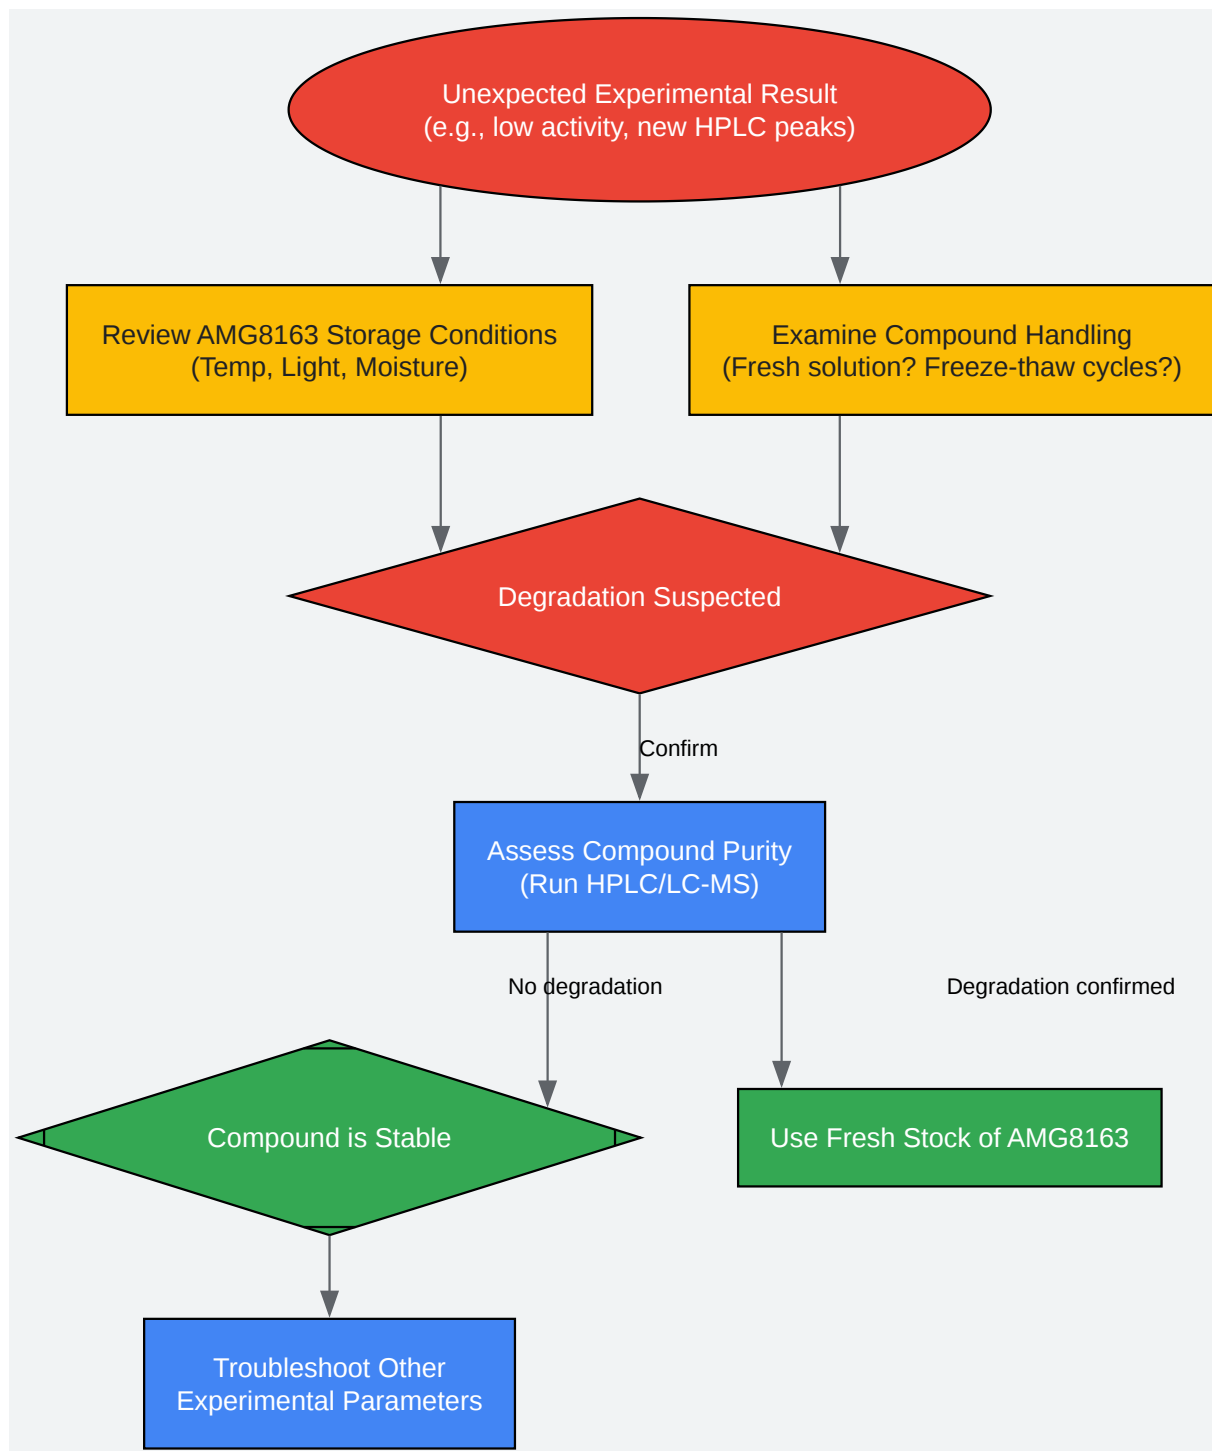 Unexpected Experimental Result
(e.g., low activity, new HPLC peaks)
Review AMG8163 Storage Conditions
(Temp, Light, Moisture)
Examine Compound Handling
(Fresh solution? Freeze-thaw cycles?)
Degradation Suspected
Confirm
Assess Compound Purity
(Run HPLC/LC-MS)
No degradation
Degradation confirmed
Compound is Stable
Use Fresh Stock of AMG8163
Troubleshoot Other
Experimental Parameters